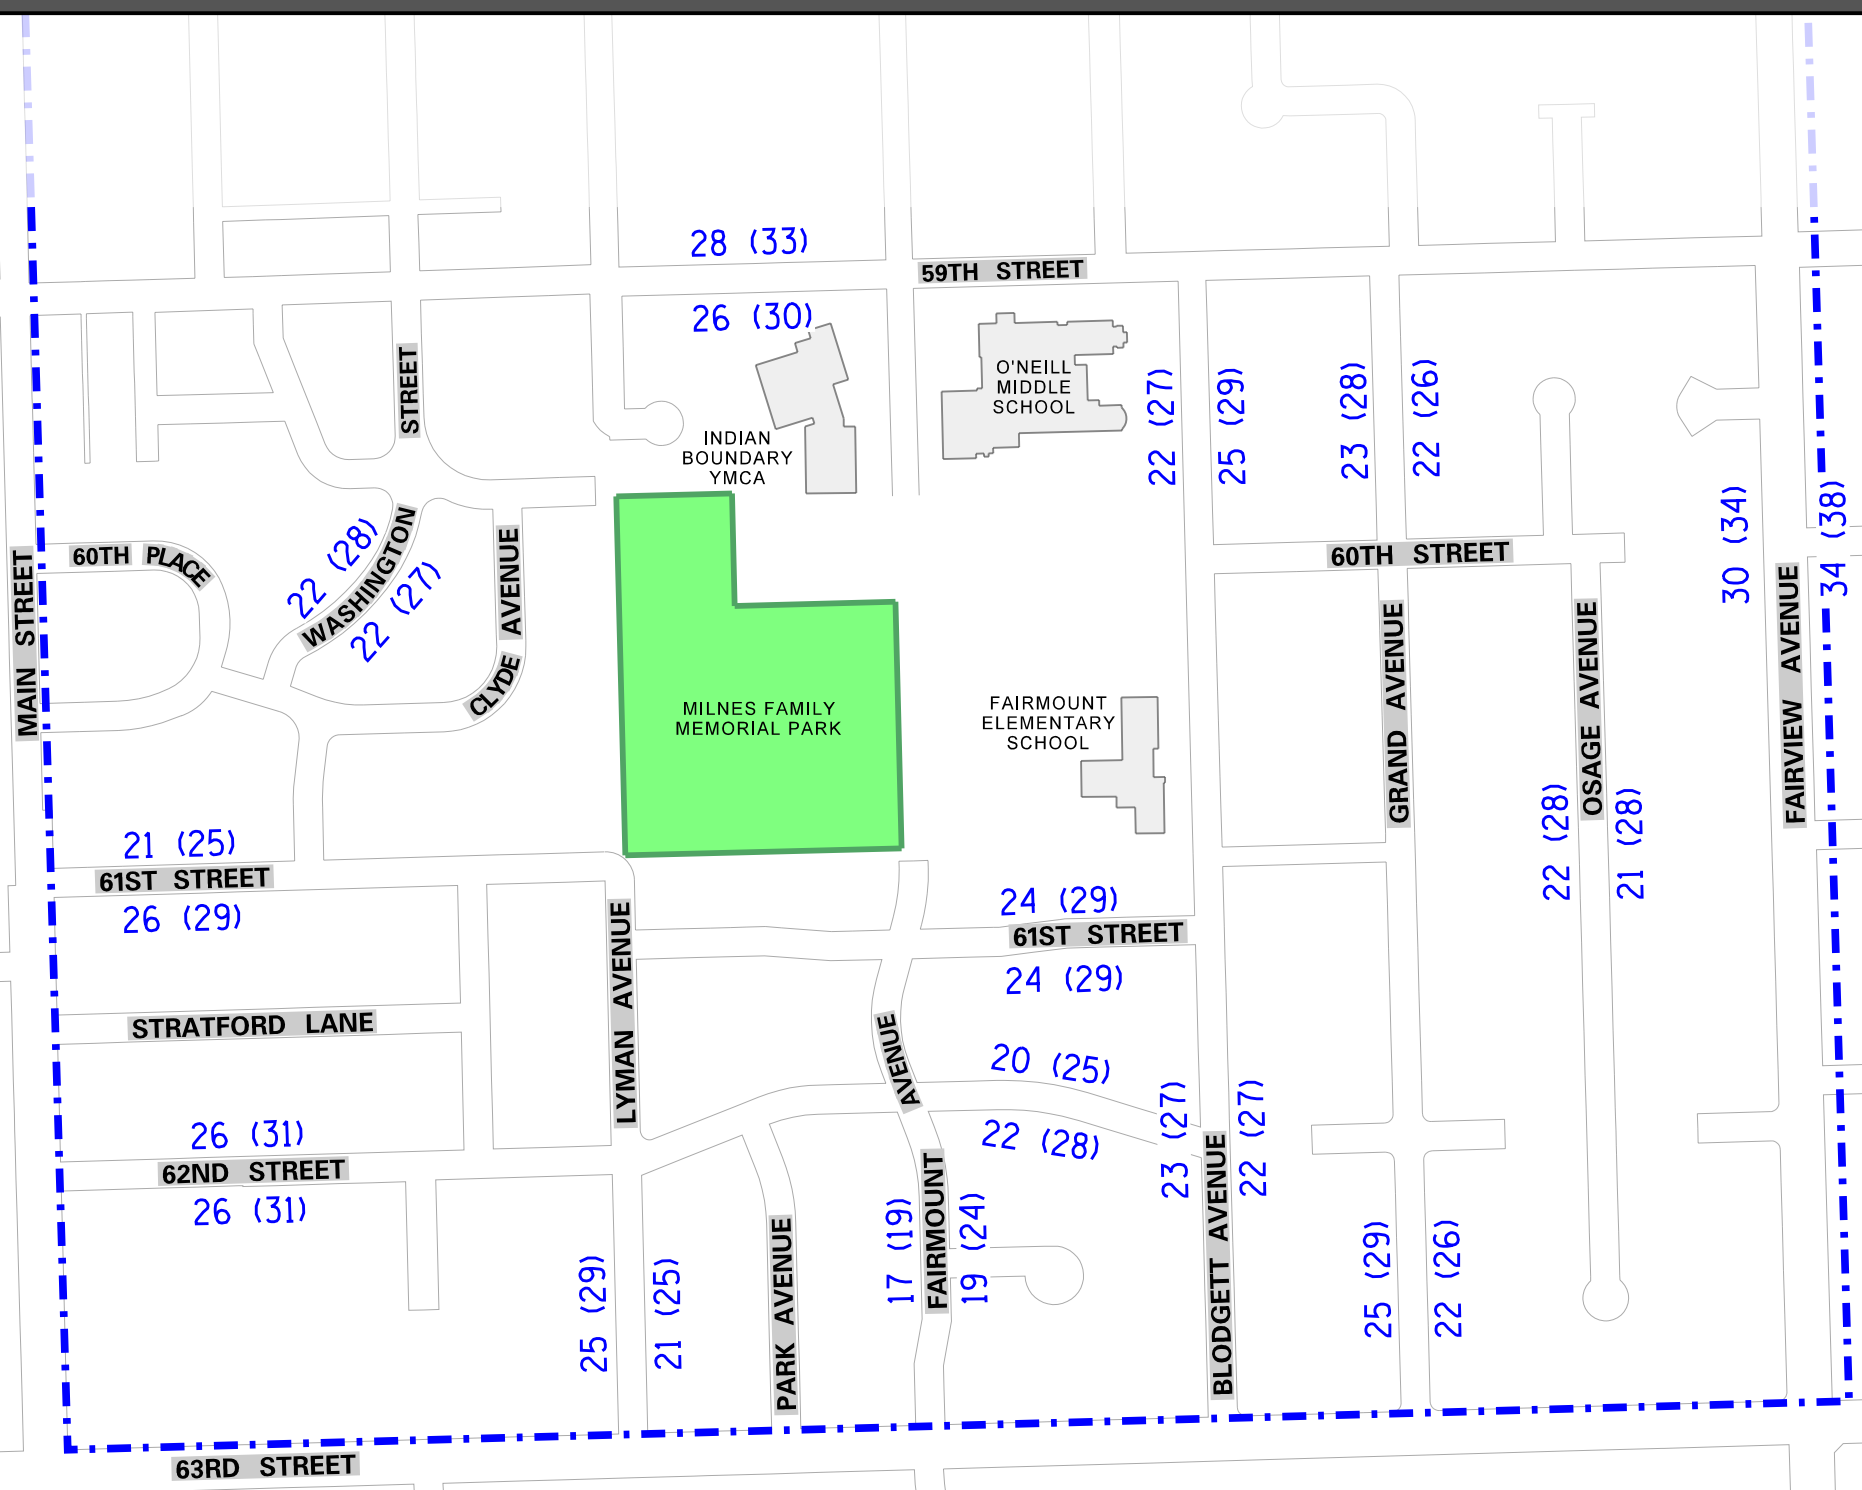 28 (33)
59TH STREET
26 (30)
STREET
INDIAN
BOUNDARY
YMCA
O'NEILL
MIDDLE
SCHOOL
22 (27)
25 (29)
23 (28)
22 (26)
30 (34)
34 (38)
60TH STREET
60TH PLACE
22 (28)
WASHINGTON
22 (27)
CLYDE AVENUE
MAIN STREET
MILNES FAMILY
MEMORIAL PARK
FAIRMOUNT
ELEMENTARY
SCHOOL
GRAND AVENUE
OSAGE AVENUE
FAIRVIEW AVENUE
22 (28)
21 (28)
21 (25)
61ST STREET
26 (29)
24 (29)
61ST STREET
24 (29)
LYMAN AVENUE
STRATFORD LANE
AVENUE
20 (25)
22 (28)
23 (27)
22 (27)
26 (31)
62ND STREET
26 (31)
25 (29)
21 (25)
PARK AVENUE
17 (19)
FAIRMOUNT
19 (24)
BLODGETT AVENUE
25 (29)
22 (26)
63RD STREET